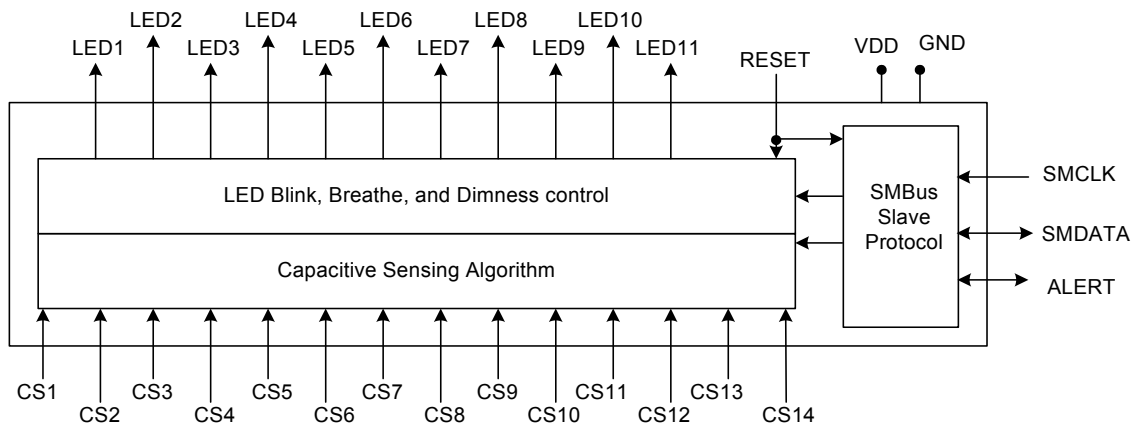 LED2 LED4 LED6 LED8 LED10
LED1 LED3 LED5 LED7 LED9 LED11
RESET VDD GND
LED Blink, Breathe, and Dimness control
Capacitive Sensing Algorithm
SMBus
Slave
Protocol
SMCLK
SMDATA
ALERT
CS1 CS3 CS5 CS7 CS9 CS11 CS13
CS2 CS4 CS6 CS8 CS10 CS12 CS14